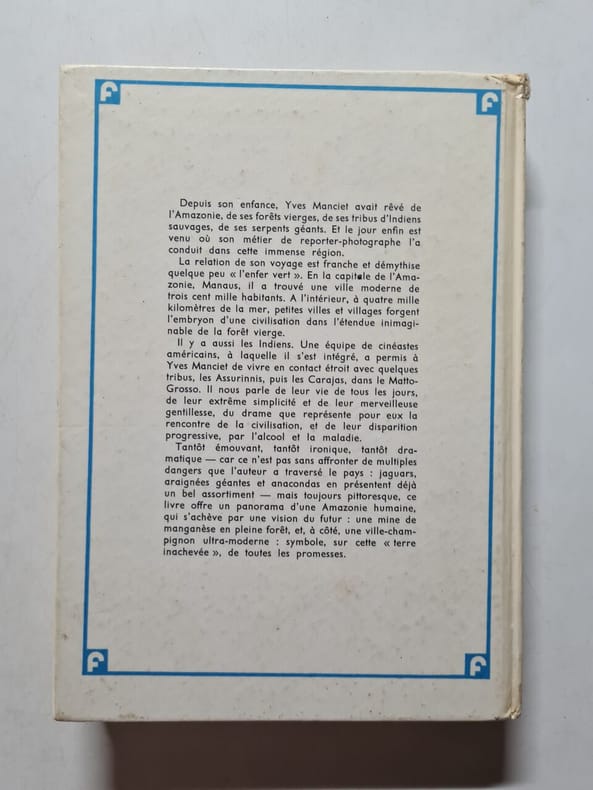 F F
Depuis son enfance, Yves Manciet avait rêvé de
l'Amazonie, de ses forêts vierges, de ses tribus d'Indiens
sauvages, de ses serpents géants. Et le jour enfin est
venu où son métier de reporter-photographe l'a
conduit dans cette immense région.
La relation de son voyage est franche et démythise
quelque peu « l'enfer vert ». En la capitale de l'Ama-
zonie, Manaus, il a trouvé une ville moderne de
trois cent mille habitants. A l'intérieur, à quatre mille
kilomètres de la mer, petites villes et villages forgent
l'embryon d'une civilisation dans l'étendue inimagi-
nable de la forêt vierge.
Il y a aussi les Indiens. Une équipe de cinéastes
américains, à laquelle il s'est intégré, a permis à
Yves Manciet de vivre en contact étroit avec quelques
tribus, les Assurinnis, puis les Carajas, dans le Matto-
Grosso. Il nous parle de leur vie de tous les jours,
de leur extrême simplicité et de leur merveilleuse
gentillesse, du drame que représente pour eux la
rencontre de la civilisation, et de leur disparition
progressive, par l'alcool et la maladie.
Tantôt émouvant, tantôt ironique, tantôt dra-
matique — car ce n'est pas sans affronter de multiples
dangers que l'auteur a traversé le pays : jaguars,
araignées géantes et anacondas en présentent déjà
un bel assortiment — mais toujours pittoresque, ce
livre offre un panorama d'une Amazonie humaine,
qui s'achève par une vision du futur : une mine de
manganèse en pleine forêt, et, à côté, une ville-cham-
pignon ultra-moderne : symbole, sur cette « terre
inachevée », de toutes les promesses.
F F